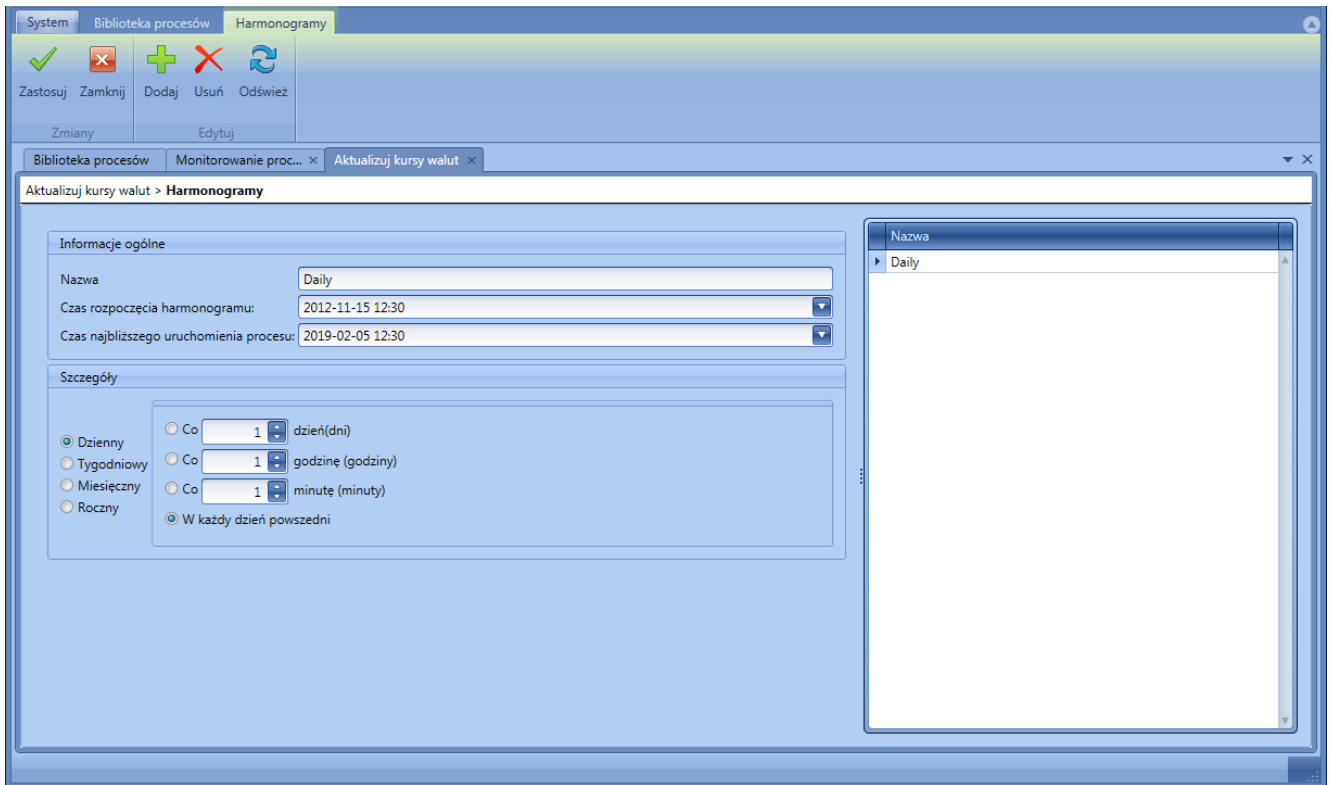 System Biblioteka procesów Harmonogramy
Zastosuj Zamknij Dodaj Usuń Odśwież
Zmiany Edytuj
Biblioteka procesów Monitorowanie proc... Aktualizuj kursy walut
Aktualizuj kursy walut > Harmonogramy
Informacje ogólne
Nazwa Daily
Czas rozpoczęcia harmonogramu: 2012-11-15 12:30
Czas najbliższego uruchomienia procesu: 2019-02-05 12:30
Szczegóły
Dzienny
Tygodniowy
Miesięczny
Roczny
Co 1 dzień(dni)
Co 1 godzinę (godziny)
Co 1 minutę (minuty)
W każdy dzień powszedni
Nazwa
Daily